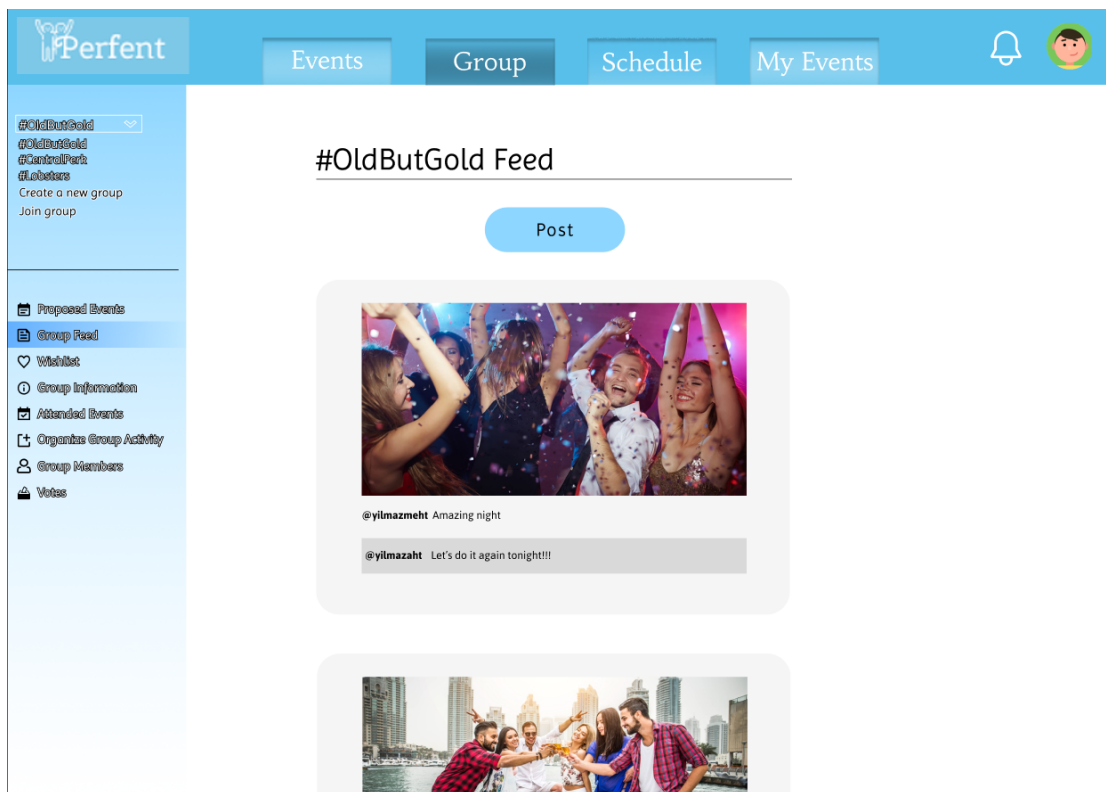 Perfent
Events
Group
Schedule
My Events
#OldButGold
#OldButGold
#CentralPerk
#Lobsters
Create a new group
Join group
Proposed Events
Group Feed
Wishlist
Group Information
Attended Events
Organize Group Activity
Group Members
Votes
#OldButGold Feed
Post
@yilmazmeht Amazing night
@yilmazaht Let's do it again tonight!!!